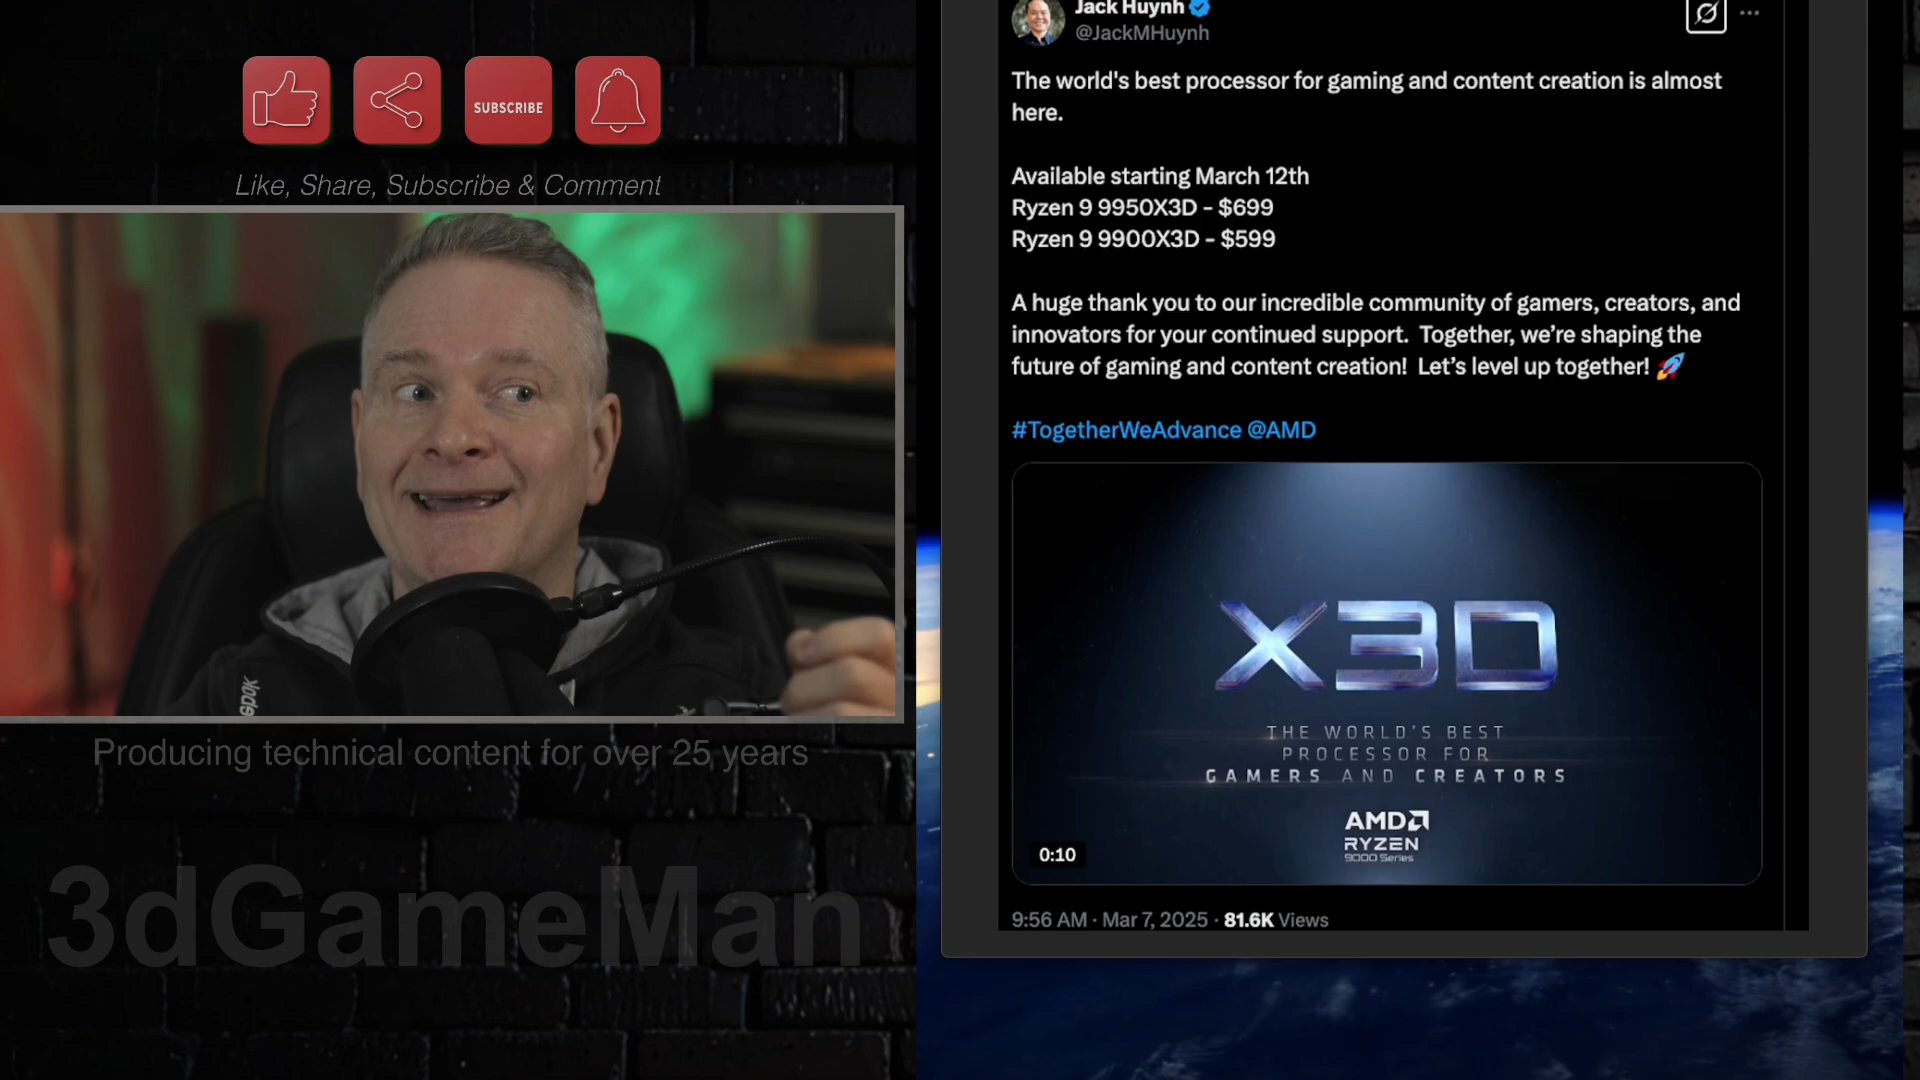 SUBSCRIBE
Like, Share, Subscribe & Comment
Producing technical content for over 25 years
3dGameMan
Jack Huynh
@JackMHuynh
The world's best processor for gaming and content creation is almost
here.
Available starting March 12th
Ryzen 9 9950X3D - $699
Ryzen 9 9900X3D - $599
A huge thank you to our incredible community of gamers, creators, and
innovators for your continued support. Together, we're shaping the
future of gaming and content creation! Let's level up together! 🚀
#TogetherWeAdvance @AMD
X3D
THE WORLD'S BEST
PROCESSOR FOR
GAMERS AND CREATORS
AMD
RYZEN
9000 Series
0:10
9:56 AM · Mar 7, 2025 · 81.6K Views